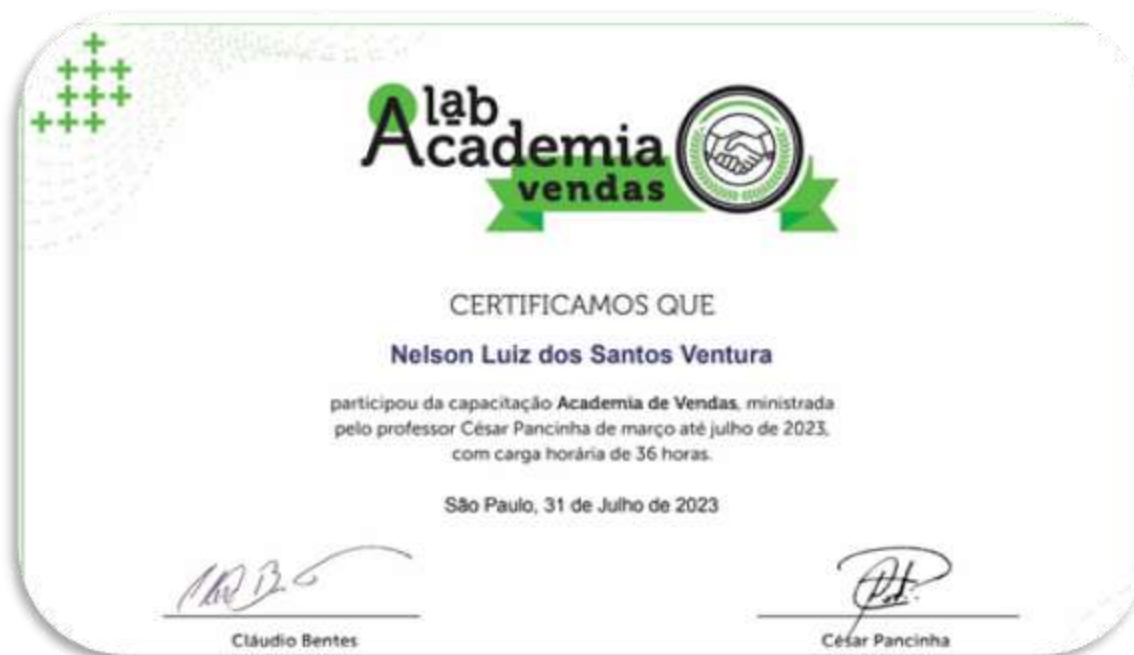 lab
Academia
vendas
CERTIFICAMOS QUE
Nelson Luiz dos Santos Ventura
participou da capacitação Academia de Vendas, ministrada
pelo professor César Pancinha de março até julho de 2023,
com carga horária de 36 horas.
São Paulo, 31 de Julho de 2023
Cláudio Bentes
César Pancinha